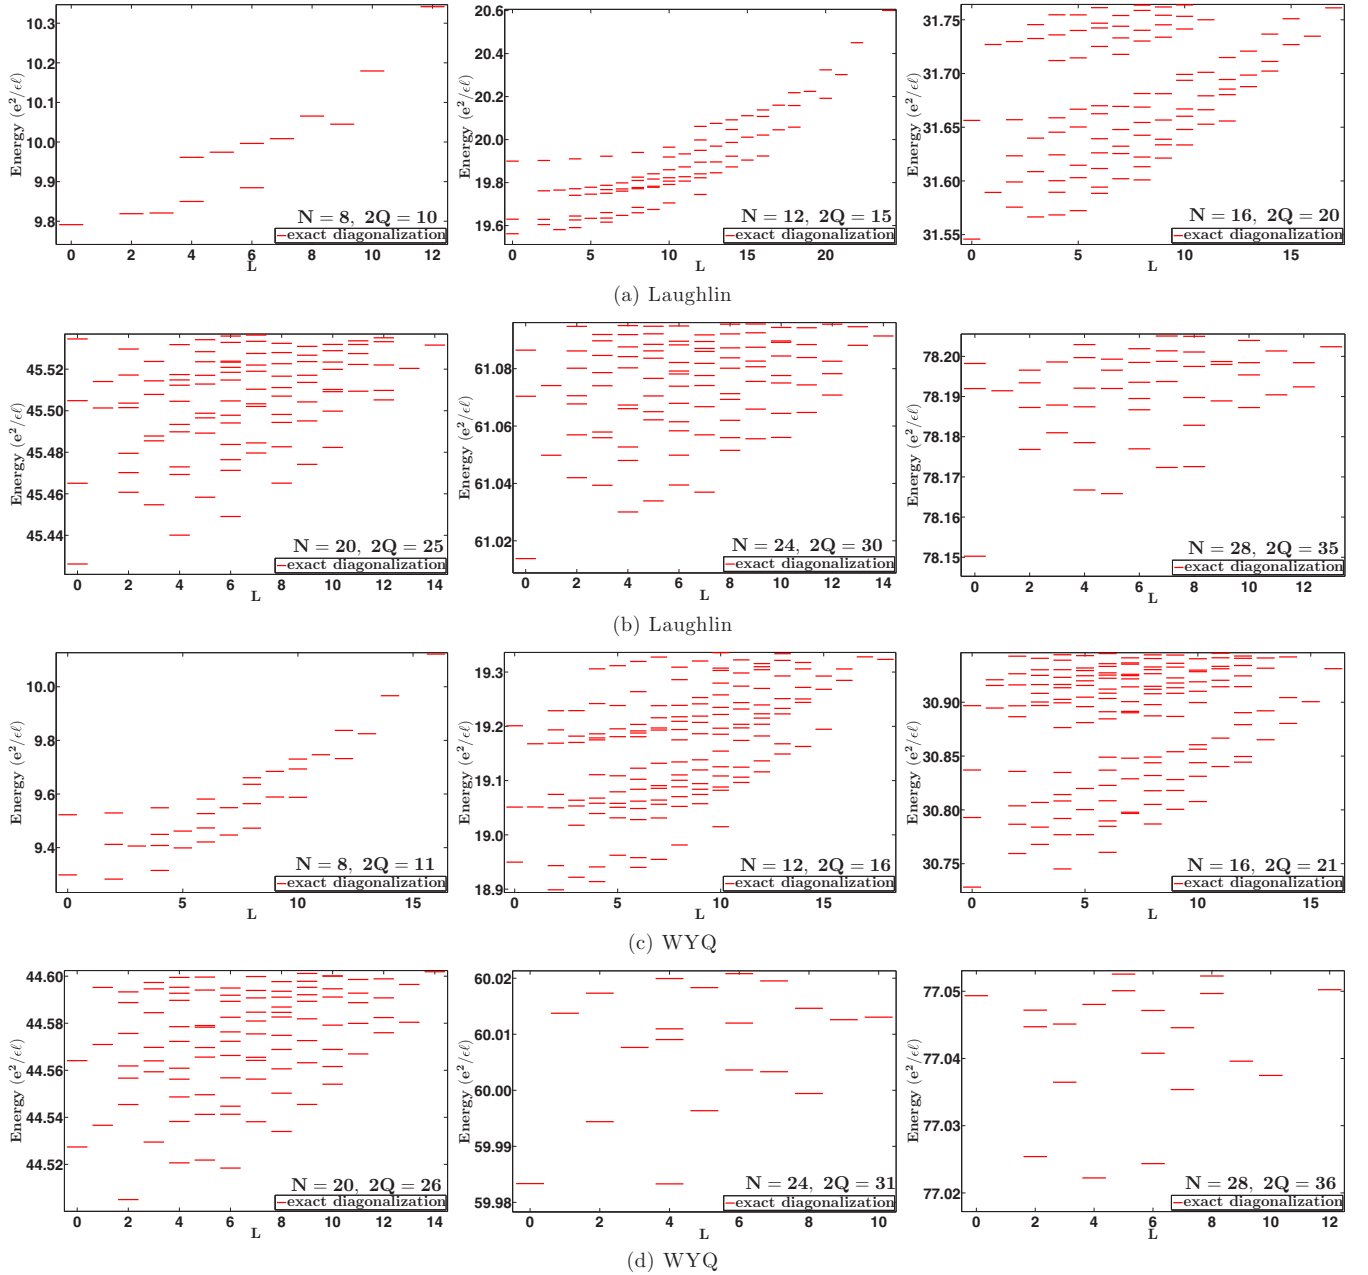 10.3
10.2
10.1
10.0
9.9
9.8
Energy (e²/ϵℓ)
0 2 4 6 8 10 12
L
N = 8, 2Q = 10
exact diagonalization
20.6
20.4
20.2
20.0
19.8
19.6
Energy (e²/ϵℓ)
0 5 10 15 20
L
N = 12, 2Q = 15
exact diagonalization
31.75
31.70
31.65
31.60
31.55
Energy (e²/ϵℓ)
0 5 10 15
L
N = 16, 2Q = 20
exact diagonalization
(a) Laughlin
45.52
45.50
45.48
45.46
45.44
Energy (e²/ϵℓ)
0 2 4 6 8 10 12 14
L
N = 20, 2Q = 25
exact diagonalization
61.08
61.06
61.04
61.02
Energy (e²/ϵℓ)
0 2 4 6 8 10 12 14
L
N = 24, 2Q = 30
exact diagonalization
78.20
78.19
78.18
78.17
78.16
78.15
Energy (e²/ϵℓ)
0 2 4 6 8 10 12
L
N = 28, 2Q = 35
exact diagonalization
(b) Laughlin
10.0
9.8
9.6
9.4
Energy (e²/ϵℓ)
0 5 10 15
L
N = 8, 2Q = 11
exact diagonalization
19.3
19.2
19.1
19.0
18.9
Energy (e²/ϵℓ)
0 5 10 15
L
N = 12, 2Q = 16
exact diagonalization
30.90
30.85
30.80
30.75
Energy (e²/ϵℓ)
0 5 10 15
L
N = 16, 2Q = 21
exact diagonalization
(c) WYQ
44.60
44.58
44.56
44.54
44.52
Energy (e²/ϵℓ)
0 2 4 6 8 10 12 14
L
N = 20, 2Q = 26
exact diagonalization
60.02
60.01
60.00
59.99
59.98
Energy (e²/ϵℓ)
0 2 4 6 8 10
L
N = 24, 2Q = 31
exact diagonalization
77.05
77.04
77.03
77.02
Energy (e²/ϵℓ)
0 2 4 6 8 10 12
L
N = 28, 2Q = 36
exact diagonalization
(d) WYQ